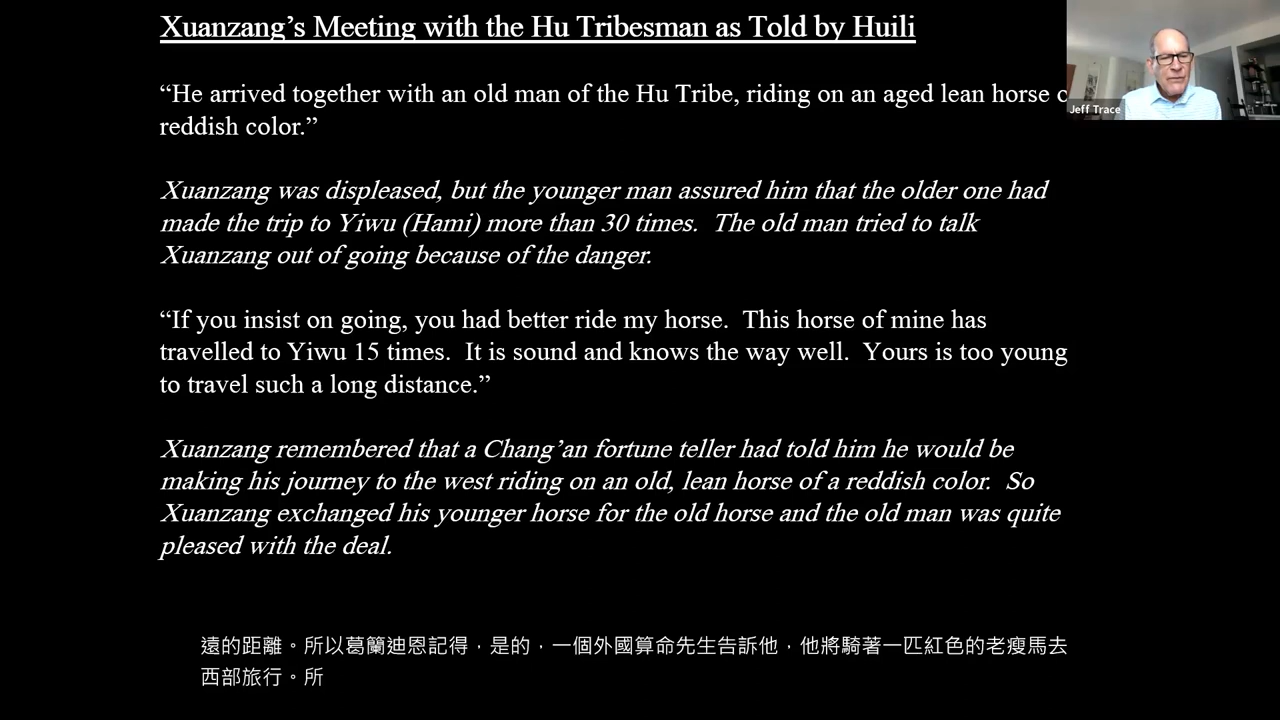 Xuanzang’s Meeting with the Hu Tribesman as Told by Huili
“He arrived together with an old man of the Hu Tribe, riding on an aged lean horse
reddish color.”
Jeff Trace
Xuanzang was displeased, but the younger man assured him that the older one had
made the trip to Yiwu (Hami) more than 30 times.  The old man tried to talk
Xuanzang out of going because of the danger.
“If you insist on going, you had better ride my horse.  This horse of mine has
travelled to Yiwu 15 times.  It is sound and knows the way well.  Yours is too young
to travel such a long distance.”
Xuanzang remembered that a Chang’an fortune teller had told him he would be
making his journey to the west riding on an old, lean horse of a reddish color.  So
Xuanzang exchanged his younger horse for the old horse and the old man was quite
pleased with the deal.
遠的距離。所以葛簡迪恩記得，是的，一個外國算命先生告訴他，他將騎著一匹紅色的老瘦馬去
西部旅行。所